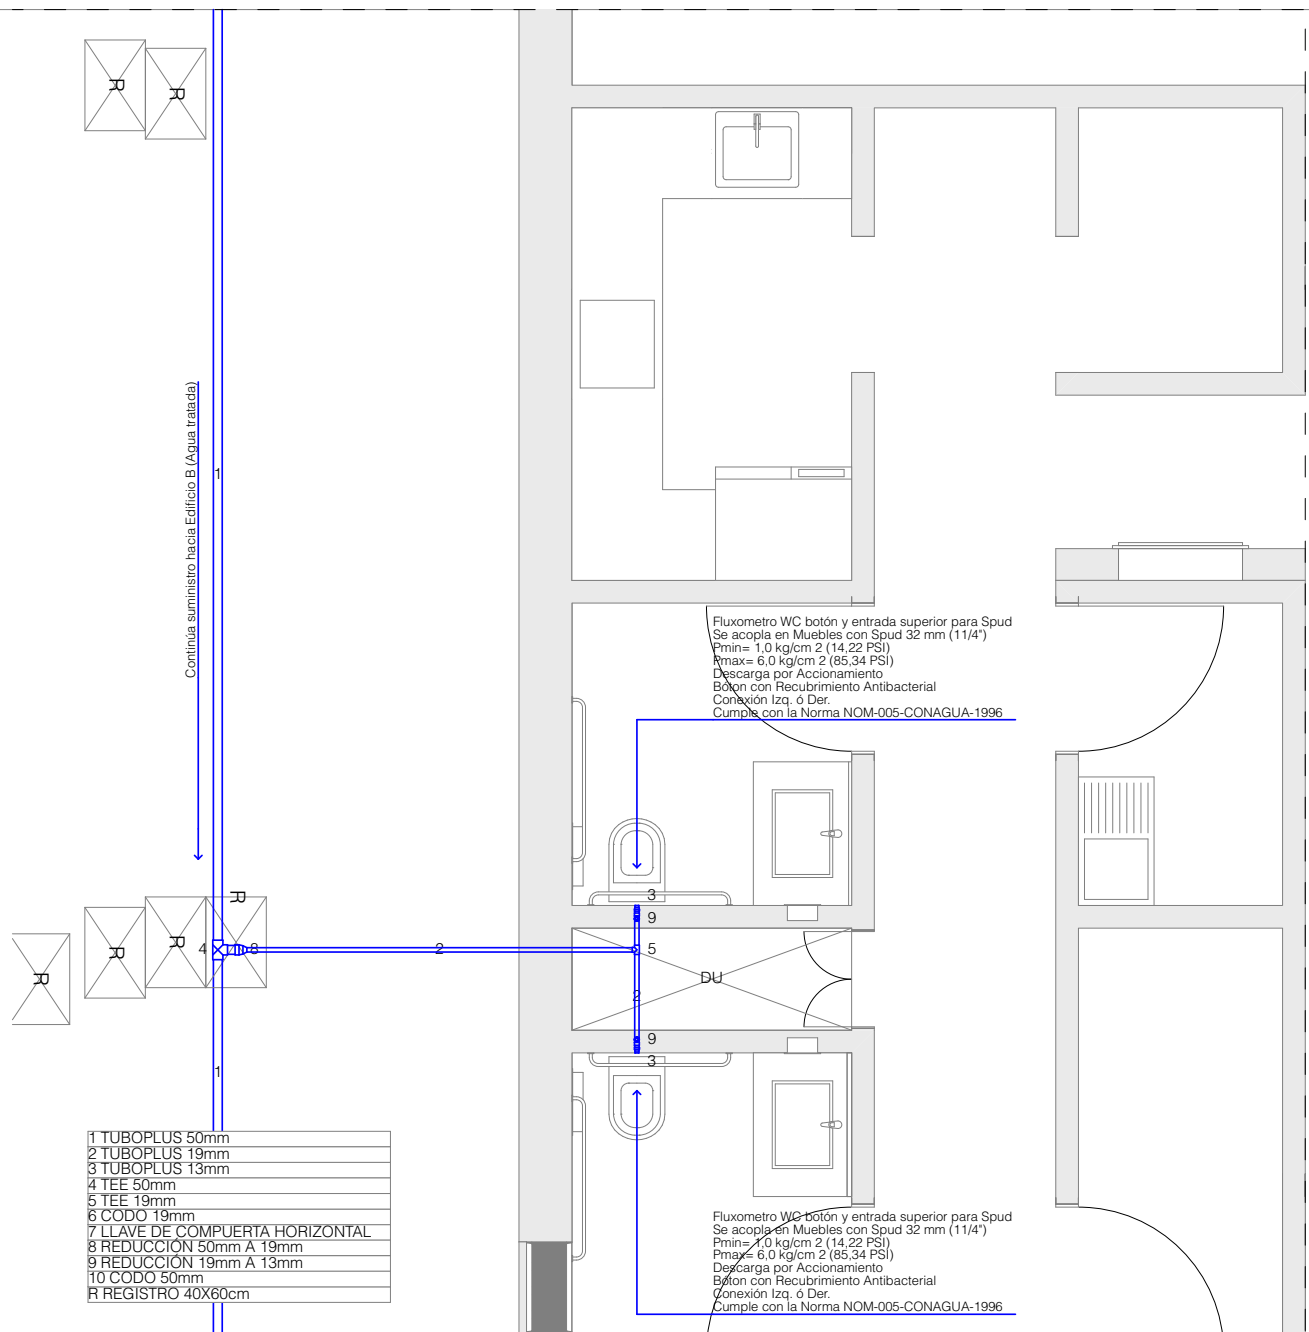 R
R
1
Continúa suministro hacia Edificio B (Agua tratada)
Fluxometro WC botón y entrada superior para Spud
Se acopla en Muebles con Spud 32 mm (11/4")
Pmin= 1,0 kg/cm 2 (14,22 PSI)
Pmax= 6,0 kg/cm 2 (85,34 PSI)
Descarga por Accionamiento
Bóton con Recubrimiento Antibacterial
Conexión Izq. ó Der.
Cumple con la Norma NOM-005-CONAGUA-1996
R
3
9
R
R
R
4
8
2
5
DU
2
9
3
1
1 TUBOPLUS 50mm
2 TUBOPLUS 19mm
3 TUBOPLUS 13mm
4 TEE 50mm
5 TEE 19mm
6 CODO 19mm
7 LLAVE DE COMPUERTA HORIZONTAL
8 REDUCCIÓN 50mm A 19mm
9 REDUCCIÓN 19mm A 13mm
10 CODO 50mm
R REGISTRO 40X60cm
Fluxometro WC botón y entrada superior para Spud
Se acopla en Muebles con Spud 32 mm (11/4")
Pmin= 1,0 kg/cm 2 (14,22 PSI)
Pmax= 6,0 kg/cm 2 (85,34 PSI)
Descarga por Accionamiento
Bóton con Recubrimiento Antibacterial
Conexión Izq. ó Der.
Cumple con la Norma NOM-005-CONAGUA-1996